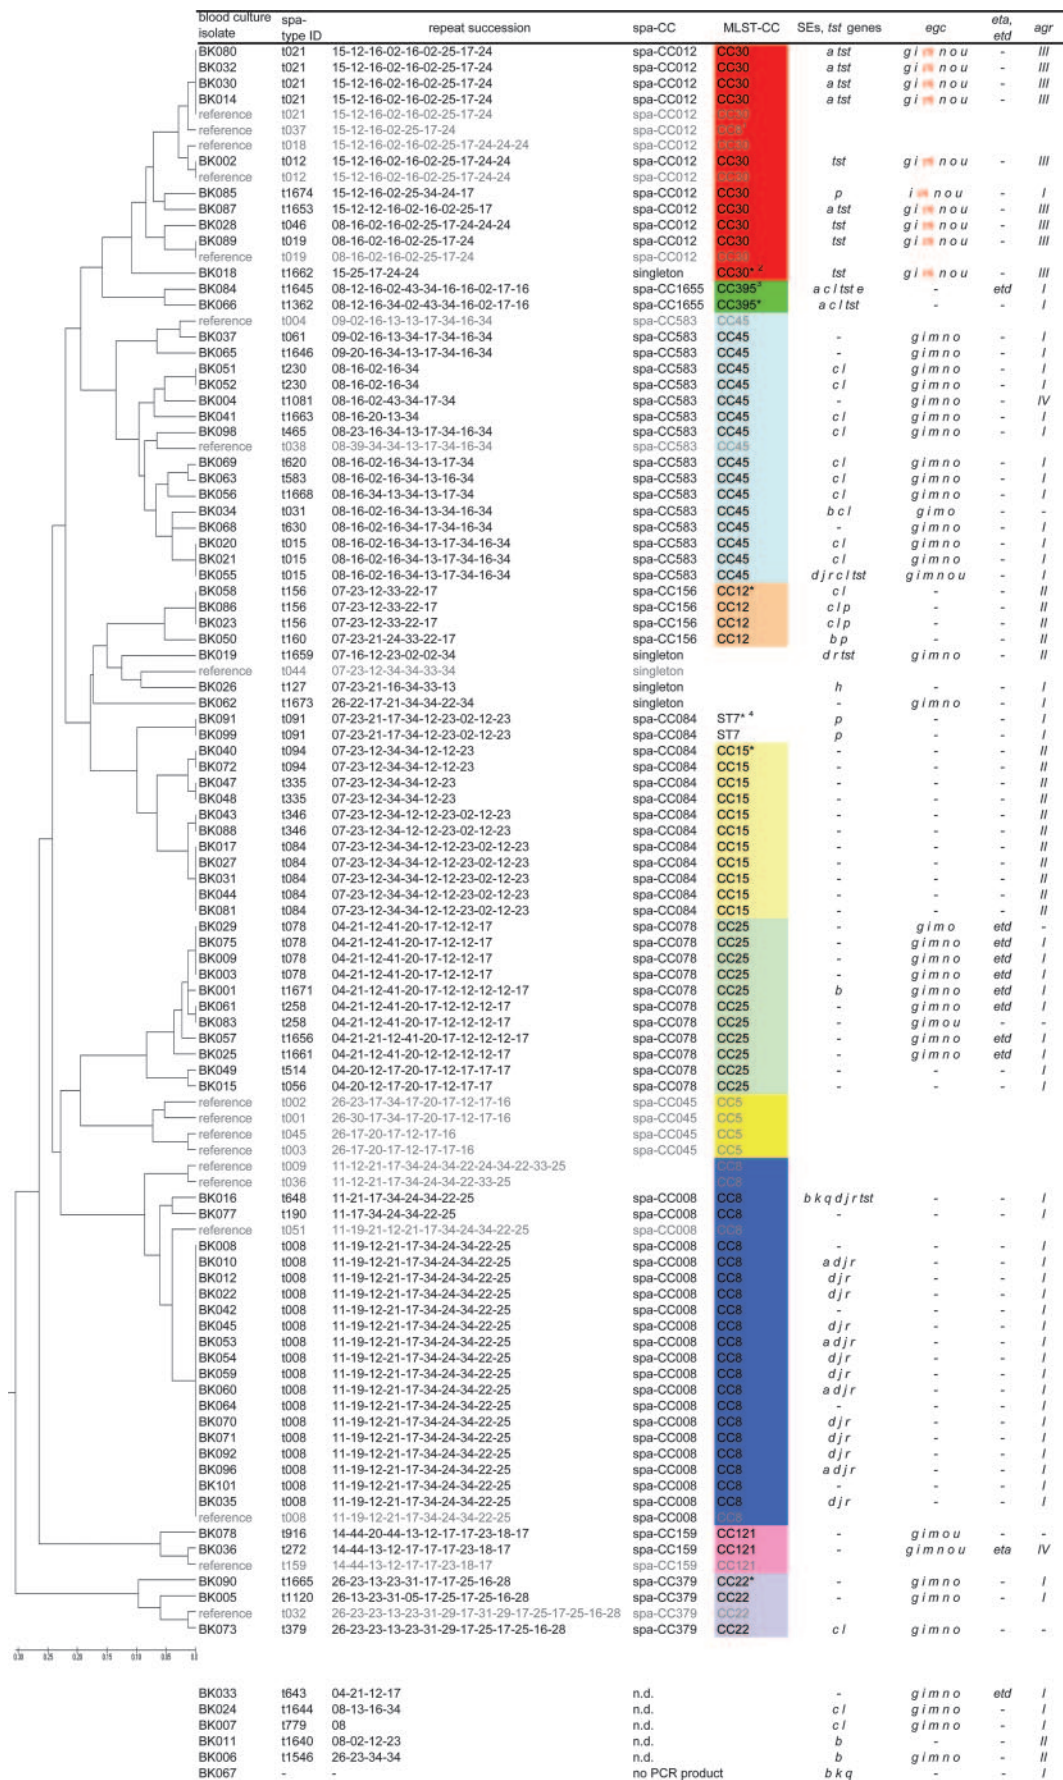 blood culture isolate spa-type ID repeat succession spa-CC MLST-CC SEs, tst genes egc eta, etd agr
BK080 t021 15-12-16-02-16-02-25-17-24 spa-CC012 CC30 a tst g i n o u - III
BK032 t021 15-12-16-02-16-02-25-17-24 spa-CC012 CC30 a tst g i n o u - III
BK030 t021 15-12-16-02-16-02-25-17-24 spa-CC012 CC30 a tst g i n o u - III
BK014 t021 15-12-16-02-16-02-25-17-24 spa-CC012 CC30 a tst g i n o u - III
reference t021 15-12-16-02-16-02-25-17-24 spa-CC012 CC30
reference t037 15-12-16-02-25-17-24 spa-CC012
reference t018 15-12-16-02-16-02-25-17-24-24-24 spa-CC012 CC30
BK002 t012 15-12-16-02-16-02-25-17-24-24 spa-CC012 CC30 tst g i n o u - III
reference t012 15-12-16-02-16-02-25-17-24-24 spa-CC012 CC30
BK085 t1674 15-12-16-02-25-34-24-17 spa-CC012 CC30 p i n o u - I
BK087 t1653 15-12-12-16-02-16-02-25-17 spa-CC012 CC30 a tst g i n o u - III
BK028 t046 08-16-02-16-02-25-17-24-24-24 spa-CC012 CC30 tst g i n o u - III
BK089 t019 08-16-02-16-02-25-17-24 spa-CC012 CC30 tst g i n o u - III
reference t019 08-16-02-16-02-25-17-24 spa-CC012 CC30
BK018 t1662 15-25-17-24-24 singleton CC30* 2 tst g i n o u - III
BK084 t1645 08-12-16-02-43-34-16-16-02-17-16 spa-CC1655 CC395 3 a c l tst e - etd I
BK066 t1362 08-12-16-34-02-43-34-16-02-17-16 spa-CC1655 CC395* a c l tst - - I
reference t004 09-02-16-13-13-17-34-16-34 spa-CC583 CC45
BK037 t061 09-02-16-13-17-34-16-34 spa-CC583 CC45 - g i m n o - I
BK065 t1646 09-20-16-34-13-17-34-16-34 spa-CC583 CC45 - g i m n o - I
BK051 t230 08-16-02-16-34 spa-CC583 CC45 c l g i m n o - I
BK052 t230 08-16-02-16-34 spa-CC583 CC45 c l g i m n o - I
BK004 t1081 08-16-02-43-34-17-34 spa-CC583 CC45 - g i m n o - IV
BK041 t1663 08-16-20-13-34 spa-CC583 CC45 c l g i m n o - I
BK098 t465 08-23-16-34-13-17-34-16-34 spa-CC583 CC45 c l g i m n o - I
reference t038 08-39-34-34-13-17-34-16-34 spa-CC583 CC45
BK069 t620 08-16-02-16-34-13-17-34 spa-CC583 CC45 c l g i m n o - I
BK063 t583 08-16-02-16-34-13-16-34 spa-CC583 CC45 c l g i m n o - I
BK056 t1668 08-16-34-13-34-13-17-34 spa-CC583 CC45 c l g i m n o - I
BK034 t031 08-16-02-16-34-13-34-16-34 spa-CC583 CC45 b c l g i m o - -
BK068 t630 08-16-02-16-34-17-34-16-34 spa-CC583 CC45 - g i m n o - I
BK020 t015 08-16-02-16-34-13-17-34-16-34 spa-CC583 CC45 c l g i m n o - I
BK021 t015 08-16-02-16-34-13-17-34-16-34 spa-CC583 CC45 c l g i m n o - I
BK055 t015 08-16-02-16-34-13-17-34-16-34 spa-CC583 CC45 d j r c l tst g i m n o u - I
BK058 t156 07-23-12-33-22-17 spa-CC156 CC12* c l - - II
BK086 t156 07-23-12-33-22-17 spa-CC156 CC12 c l p - - II
BK023 t156 07-23-12-33-22-17 spa-CC156 CC12 c l p - - II
BK050 t160 07-23-21-24-33-22-17 spa-CC156 CC12 b p - - II
BK019 t1659 07-16-12-23-02-02-34 singleton d r tst g i m n o - II
reference t044 07-23-12-34-34-33-34 singleton
BK026 t127 07-23-21-16-34-33-13 singleton h - - I
BK062 t1673 26-22-17-21-34-34-22-34 singleton - g i m n o - I
BK091 t091 07-23-21-17-34-12-23-02-12-23 spa-CC084 ST7* 4 p - - I
BK099 t091 07-23-21-17-34-12-23-02-12-23 spa-CC084 ST7 p - - I
BK040 t094 07-23-12-34-12-12-23 spa-CC084 CC15* - - - II
BK072 t094 07-23-12-34-12-12-23 spa-CC084 CC15 - - - II
BK047 t335 07-23-12-34-12-23 spa-CC084 CC15 - - - II
BK048 t335 07-23-12-34-12-23 spa-CC084 CC15 - - - II
BK043 t346 07-23-12-34-12-12-23-02-12-23 spa-CC084 CC15 - - - II
BK088 t346 07-23-12-34-12-12-23-02-12-23 spa-CC084 CC15 - - - II
BK017 t084 07-23-12-34-34-12-12-23-02-12-23 spa-CC084 CC15 - - - II
BK027 t084 07-23-12-34-34-12-12-23-02-12-23 spa-CC084 CC15 - - - II
BK031 t084 07-23-12-34-34-12-12-23-02-12-23 spa-CC084 CC15 - - - II
BK044 t084 07-23-12-34-34-12-12-23-02-12-23 spa-CC084 CC15 - - - II
BK081 t084 07-23-12-34-34-12-12-23-02-12-23 spa-CC084 CC15 - - - II
BK029 t078 04-21-12-41-20-17-12-12-17 spa-CC078 CC25 - g i m o etd -
BK075 t078 04-21-12-41-20-17-12-12-17 spa-CC078 CC25 - g i m n o etd I
BK009 t078 04-21-12-41-20-17-12-12-17 spa-CC078 CC25 - g i m n o etd I
BK003 t078 04-21-12-41-20-17-12-12-17 spa-CC078 CC25 - g i m n o etd I
BK001 t1671 04-21-12-41-20-17-12-12-12-12-17 spa-CC078 CC25 b g i m n o etd I
BK061 t258 04-21-12-41-20-17-12-12-12-17 spa-CC078 CC25 - g i m n o etd I
BK083 t258 04-21-12-41-20-17-12-12-12-17 spa-CC078 CC25 - g i m o u - -
BK057 t1656 04-21-21-12-41-20-17-12-12-12-17 spa-CC078 CC25 - g i m n o etd I
BK025 t1661 04-21-12-41-20-12-12-12-12-17 spa-CC078 CC25 - g i m n o etd I
BK049 t514 04-20-12-17-20-17-12-17-17-17 spa-CC078 CC25 - - - I
BK015 t056 04-20-12-17-20-17-12-17-17 spa-CC078 CC25 - - - I
reference t002 26-23-17-34-17-20-17-12-17-16 spa-CC045 CC5
reference t001 26-30-17-34-17-20-17-12-17-16 spa-CC045 CC5
reference t045 26-17-20-17-12-17-16 spa-CC045 CC5
reference t003 26-17-20-17-12-17-17-16 spa-CC045 CC5
reference t009 11-12-21-17-34-24-34-22-24-34-22-33-25 CC8
reference t036 11-12-21-17-34-24-34-22-33-25 CC8
BK016 t648 11-21-17-34-24-34-22-25 spa-CC008 CC8 b k q d j r tst - - I
BK077 t190 11-17-34-24-34-22-25 spa-CC008 CC8 - - - I
reference t051 11-19-21-12-21-17-34-24-34-22-25 spa-CC008 CC8
BK008 t008 11-19-12-21-17-34-24-34-22-25 spa-CC008 CC8 - - - I
BK010 t008 11-19-12-21-17-34-24-34-22-25 spa-CC008 CC8 a d j r - - I
BK012 t008 11-19-12-21-17-34-24-34-22-25 spa-CC008 CC8 d j r - - I
BK022 t008 11-19-12-21-17-34-24-34-22-25 spa-CC008 CC8 d j r - - I
BK042 t008 11-19-12-21-17-34-24-34-22-25 spa-CC008 CC8 - - - I
BK045 t008 11-19-12-21-17-34-24-34-22-25 spa-CC008 CC8 d j r - - I
BK053 t008 11-19-12-21-17-34-24-34-22-25 spa-CC008 CC8 a d j r - - I
BK054 t008 11-19-12-21-17-34-24-34-22-25 spa-CC008 CC8 d j r - - I
BK059 t008 11-19-12-21-17-34-24-34-22-25 spa-CC008 CC8 d j r - - I
BK060 t008 11-19-12-21-17-34-24-34-22-25 spa-CC008 CC8 a d j r - - I
BK064 t008 11-19-12-21-17-34-24-34-22-25 spa-CC008 CC8 - - - I
BK070 t008 11-19-12-21-17-34-24-34-22-25 spa-CC008 CC8 d j r - - I
BK071 t008 11-19-12-21-17-34-24-34-22-25 spa-CC008 CC8 d j r - - I
BK092 t008 11-19-12-21-17-34-24-34-22-25 spa-CC008 CC8 d j r - - I
BK096 t008 11-19-12-21-17-34-24-34-22-25 spa-CC008 CC8 a d j r - - I
BK101 t008 11-19-12-21-17-34-24-34-22-25 spa-CC008 CC8 - - - I
BK035 t008 11-19-12-21-17-34-24-34-22-25 spa-CC008 CC8 d j r - - I
reference t008 11-19-12-21-17-34-24-34-22-25 spa-CC008 CC8
BK078 t916 14-44-20-44-13-12-17-17-23-18-17 spa-CC159 CC121 - g i m o u - -
BK036 t272 14-44-12-17-17-17-23-18-17 spa-CC159 CC121 - g i m n o u eta IV
reference t159 14-44-13-12-17-17-23-18-17 spa-CC159 CC121
BK090 t1665 26-23-13-23-31-17-17-25-16-28 spa-CC379 CC22* - g i m n o - I
BK005 t1120 26-13-23-31-05-17-25-17-25-16-28 spa-CC379 CC22 - g i m n o - I
reference t032 26-23-23-13-23-31-29-17-31-29-17-25-17-25-16-28 spa-CC379 CC22
BK073 t379 26-23-23-13-23-31-29-17-25-17-25-16-28 spa-CC379 CC22 c l g i m n o - -
0.30 0.25 0.20 0.15 0.10 0.05 0.0
BK033 t643 04-21-12-17 n.d. - g i m n o etd I
BK024 t1644 08-13-16-34 n.d. c l g i m n o - I
BK007 t779 08 n.d. c l g i m n o - I
BK011 t1640 08-02-12-23 n.d. b - - II
BK006 t1546 26-23-34-34 n.d. b g i m n o - II
BK067 - - no PCR product b k q - - I